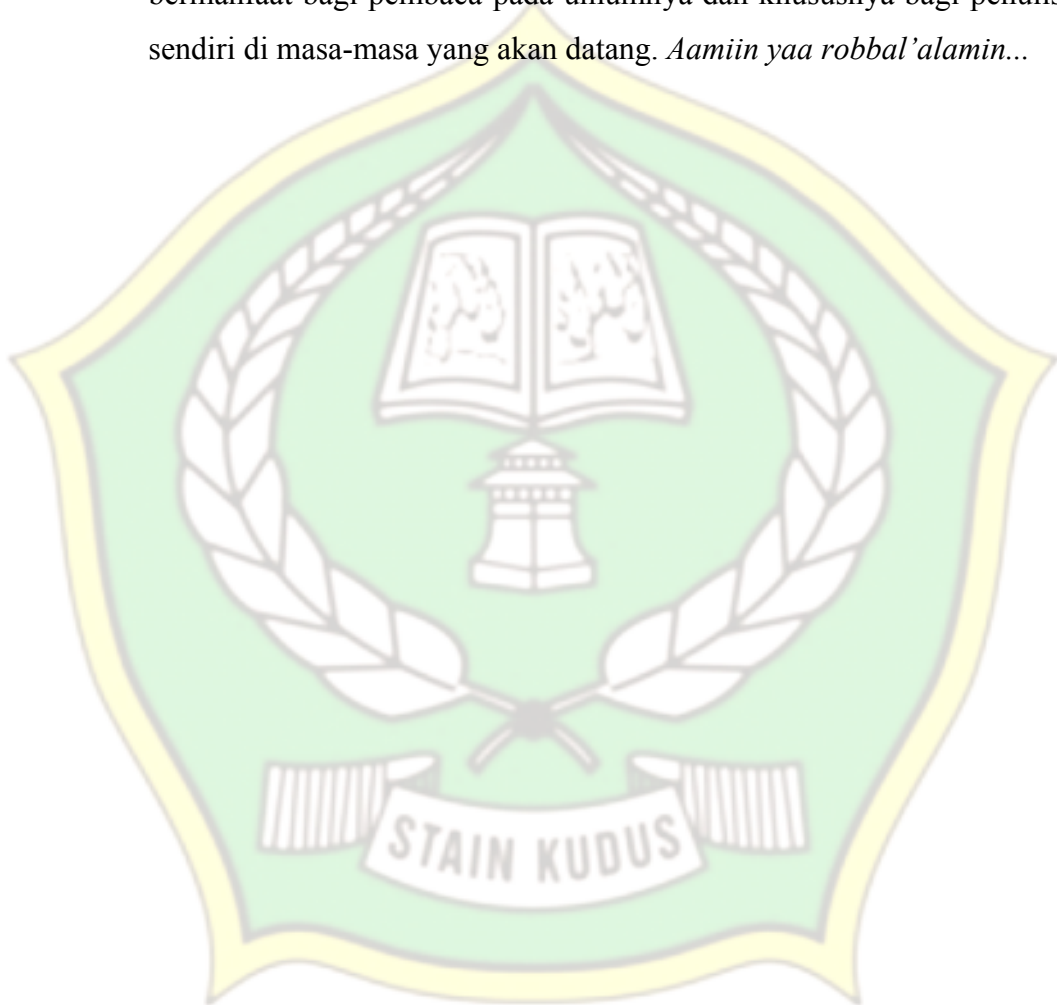 bermanfaat bagi pembaca pada umumnya dan khususnya bagi penulis
sendiri di masa-masa yang akan datang. Aamiin yaa robbal’alamin...
STAIN KUDUS